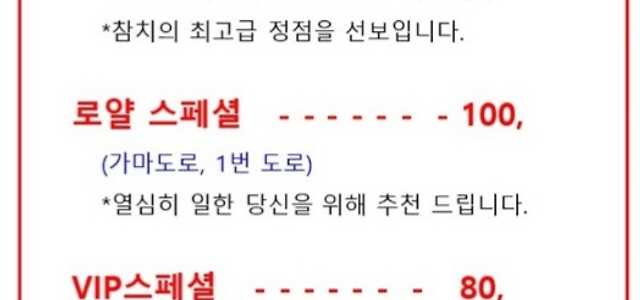 *참치의 최고급 정점을 선보입니다.
로얄 스페셜 - - - - - - - 100,
(가마도로, 1번 도로)
*열심히 일한 당신을 위해 추천 드립니다.
VIP스페셜 - - - - - - - 80,